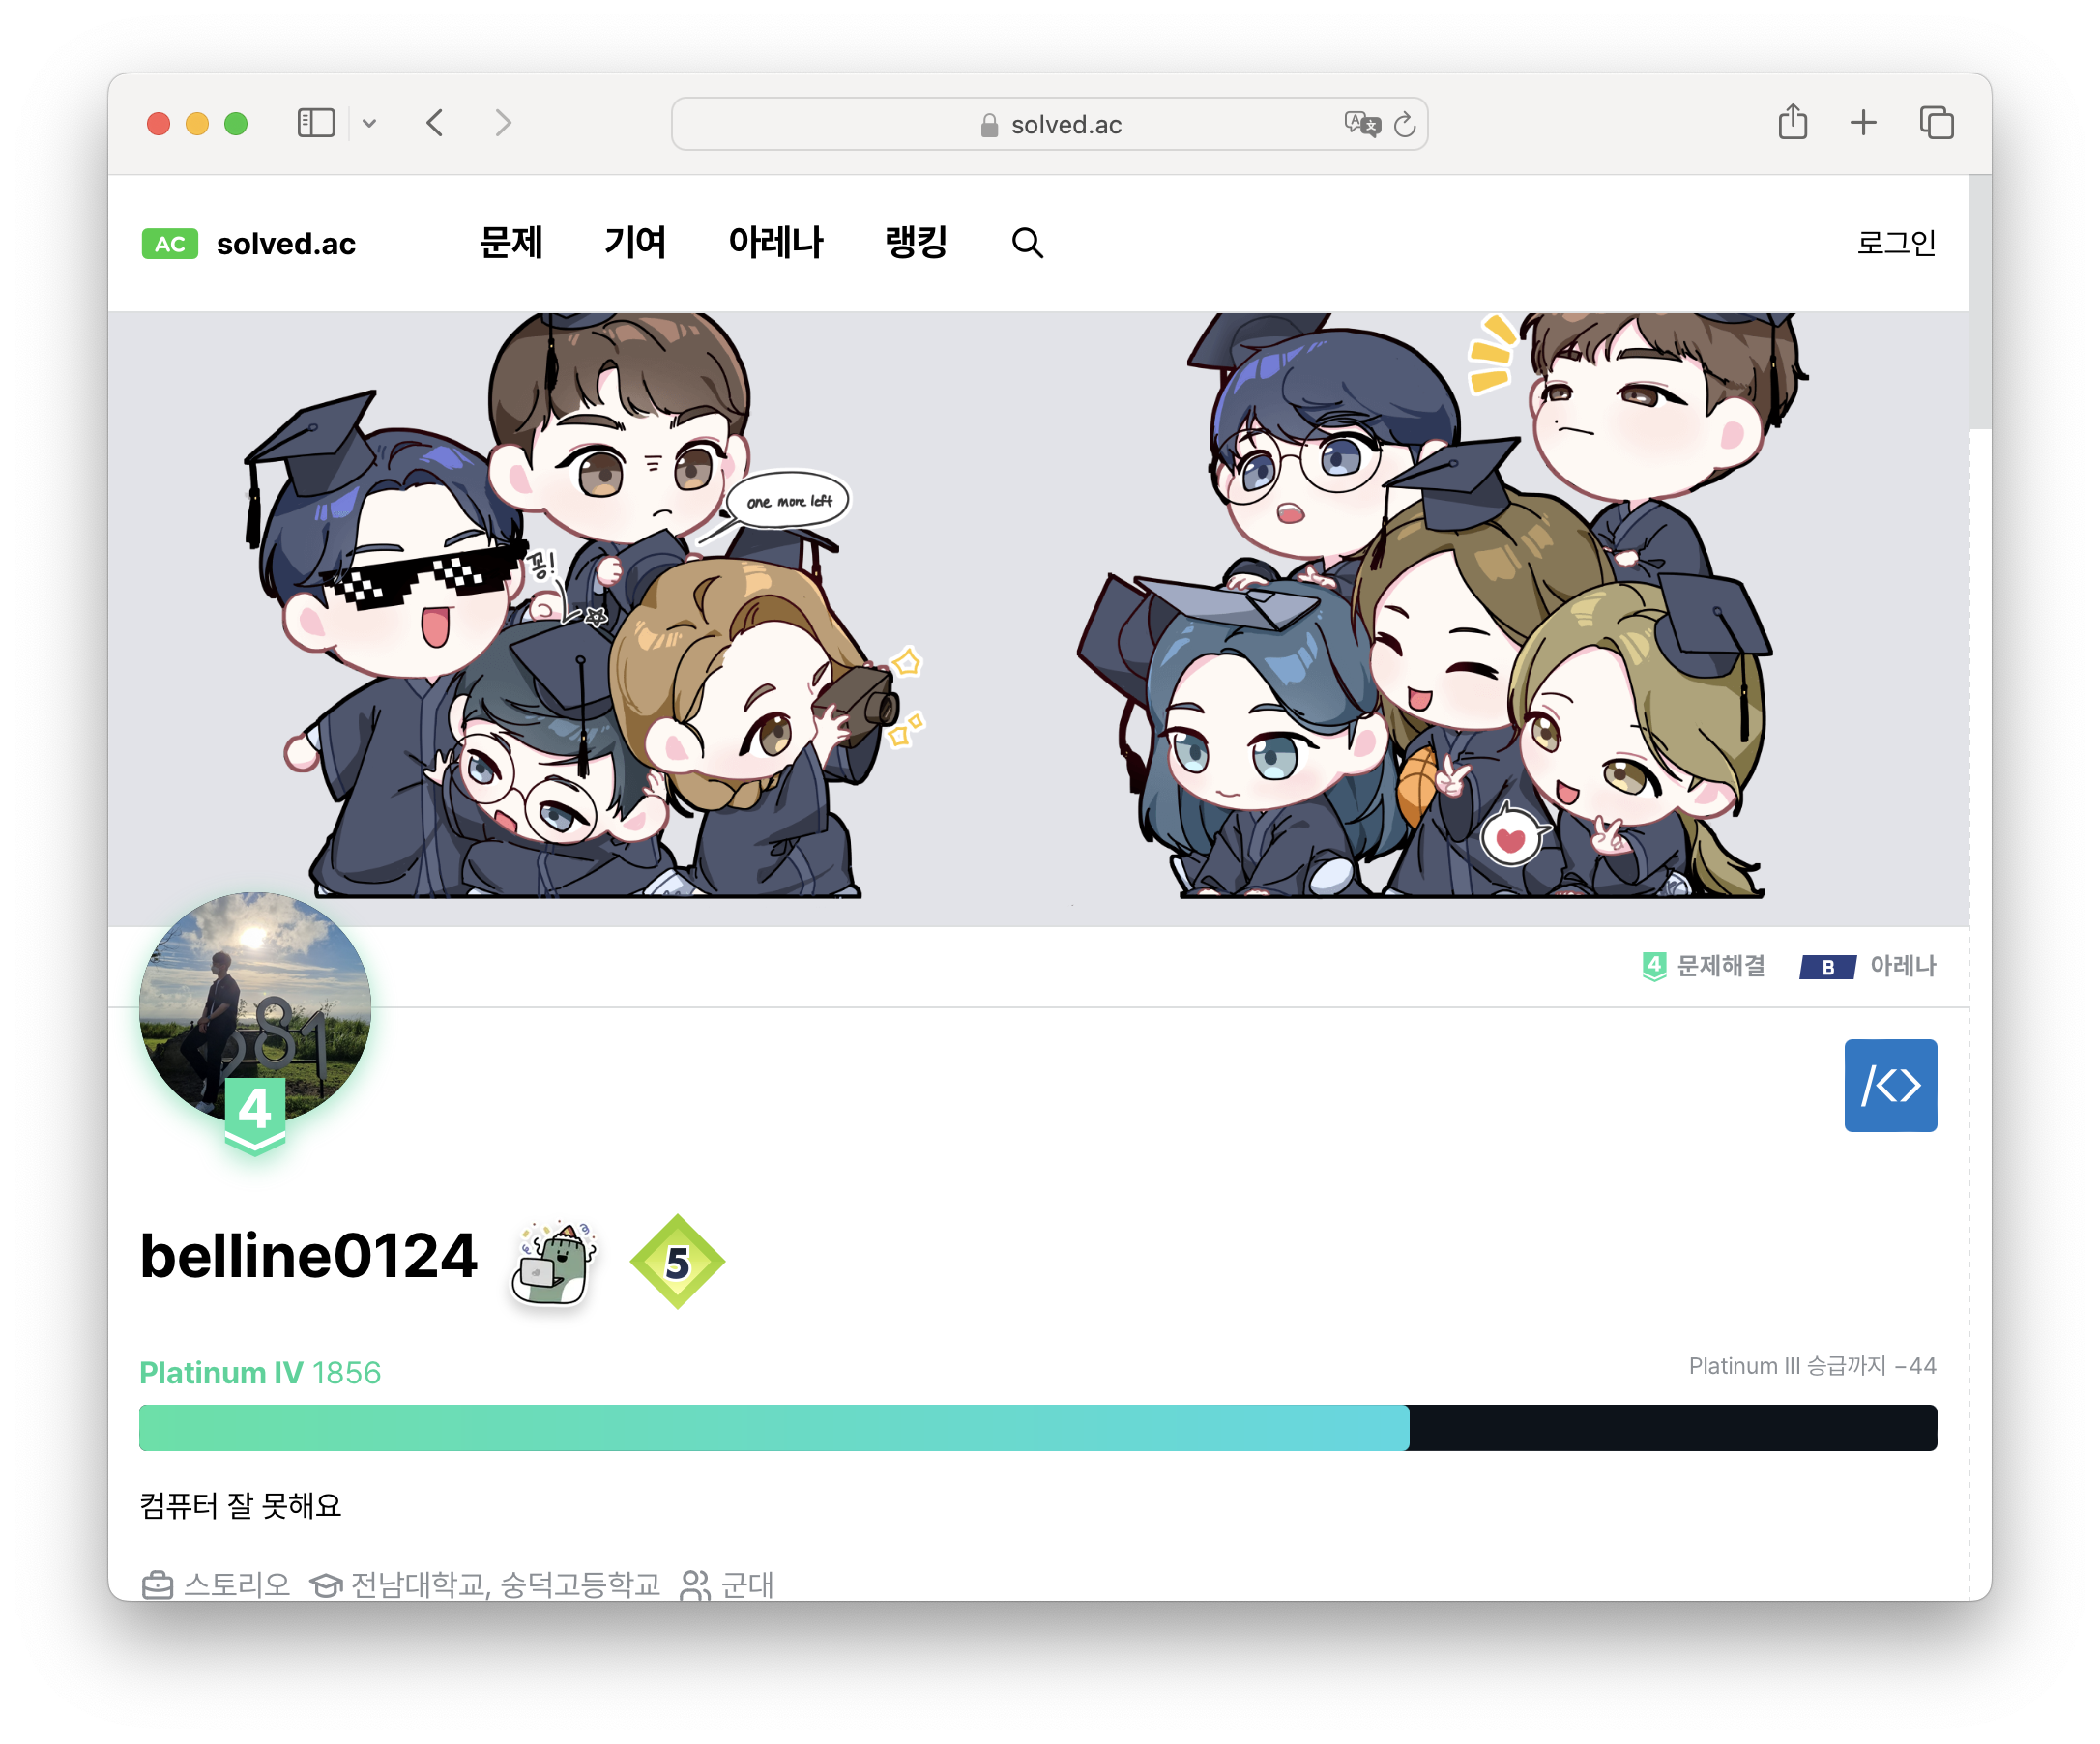 solved.ac
AC solved.ac 문제 기여 아레나 랭킹 로그인
one more left
꽁!
4 문제해결 B 아레나
281
4
/<>
belline0124 5
Platinum IV 1856 Platinum III 승급까지 −44
컴퓨터 잘 못해요
스토리오 전남대학교, 숭덕고등학교 군대